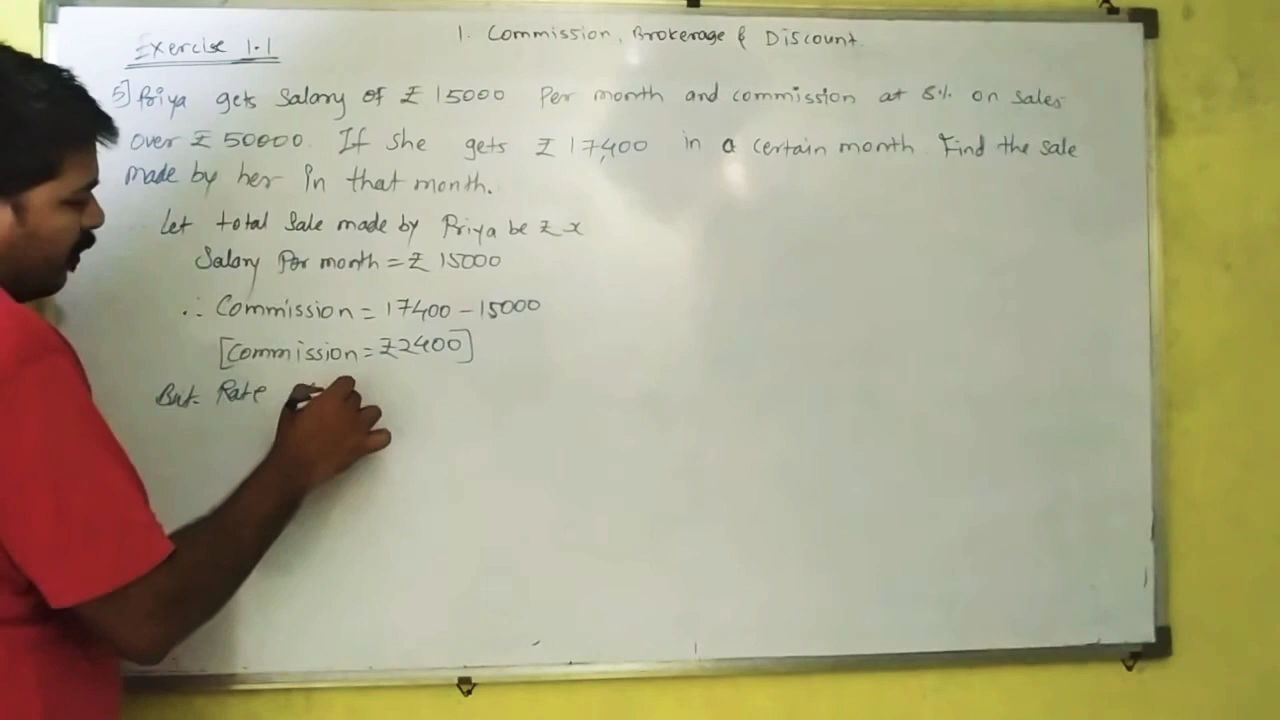 1. Commission, Brokerage & Discount.
Exercise 1.1
5] Priya gets Salary of ₹ 15000 Per month and commission at 8% on sales
over ₹ 50000. If she gets ₹ 17,400 in a certain month. Find the sale
made by her in that month.
Let total sale made by Priya be ₹ x
Salary Per month = ₹ 15000
∴ Commission = 17400 - 15000
[Commission = ₹2400]
But Rate